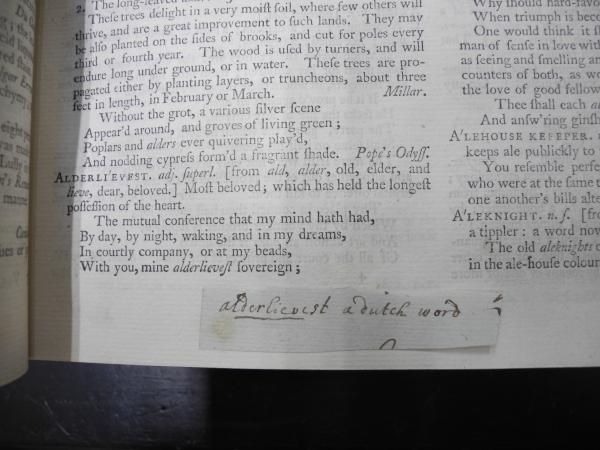 2. The long-leaved
These trees delight in a very moist soil, where few others will
thrive, and are a great improvement to such lands. They may
be also planted on the sides of brooks, and cut for poles every
third or fourth year. The wood is used by turners, and will
endure long under ground, or in water. These trees are pro-
pagated either by planting layers, or truncheons, about three
feet in length, in February or March. Millar.
Without the grot, a various silver scene
Appear'd around, and groves of living green;
Poplars and alders ever quivering play'd,
And nodding cypress form'd a fragrant shade. Pope's Odyss.
ALDERLIEVEST. adj. superl. [from ald, alder, old, elder, and
lieve, dear, beloved.] Most beloved; which has held the longest
possession of the heart.
The mutual conference that my mind hath had,
By day, by night, waking, and in my dreams,
In courtly company, or at my beads,
With you, mine alderlievest sovereign;
alderlievest a dutch word
Why should hard-favo
When triumph is becom
One would think it
man of sense in love with
as seeing and smelling an
counters of both, as wo
the love of good fellow
Thee shall each
And answ'ring ginsh
A'LEHOUSE KEEPER.
keeps ale publickly to
You resemble perfe
who were at the same t
one another's bills alte
A'LEKNIGHT. n. s. [fro
a tippler: a word now
The old aleknights o
in the ale-house colour